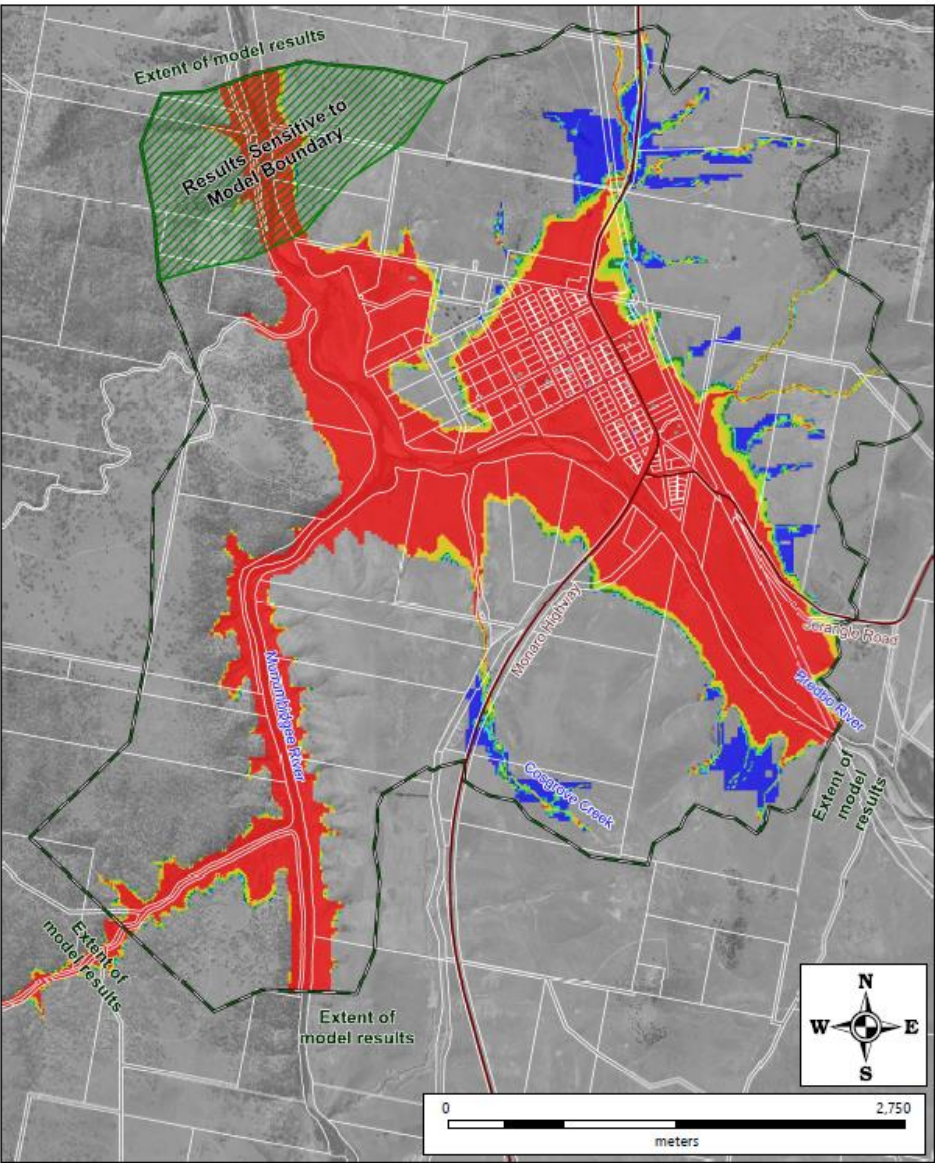 Extent of model results
Results Sensitive to
Model Boundary
Monaro Highway
Jerangle Road
Murrumbidgee River
Bredbo River
Cosgrove Creek
Extent of
model
results
Extent of
model results
Extent of
model results
N
W
E
S
0
2,750
meters